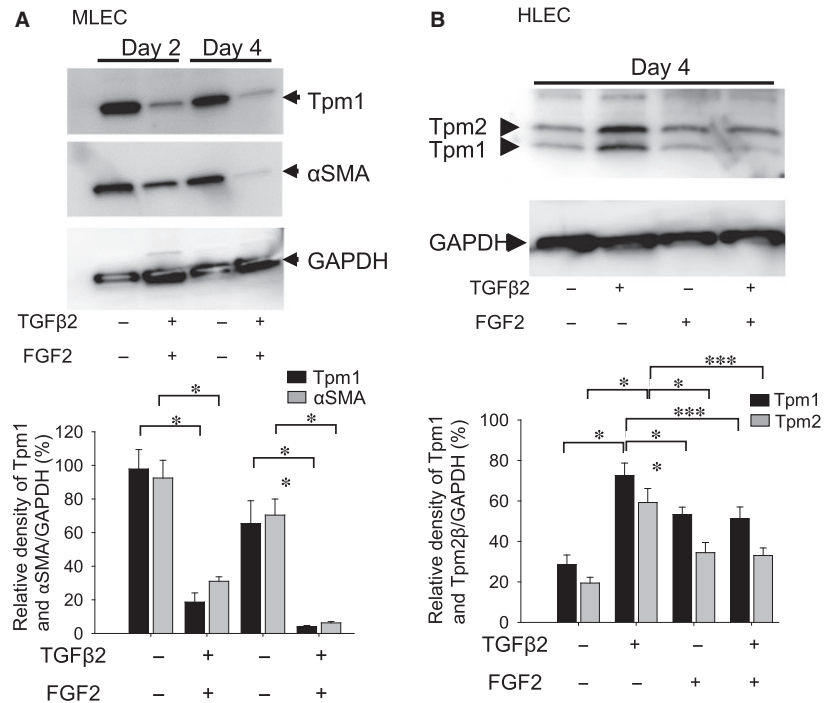 A MLEC
Day 2 Day 4
Tpm1
αSMA
GAPDH
TGFβ2 – + – +
FGF2 – + – +
Tpm1
αSMA
* *
* *
*
Relative density of Tpm1
and αSMA/GAPDH (%)
120
100
80
60
40
20
0
TGFβ2 – + – +
FGF2 – + – +
B HLEC
Day 4
Tpm2
Tpm1
GAPDH
TGFβ2 – + – +
FGF2 – – + +
***
* *
***
* *
*
Tpm1
Tpm2
Relative density of Tpm1
and Tpm2β/GAPDH (%)
100
80
60
40
20
0
TGFβ2 – + – +
FGF2 – – + +